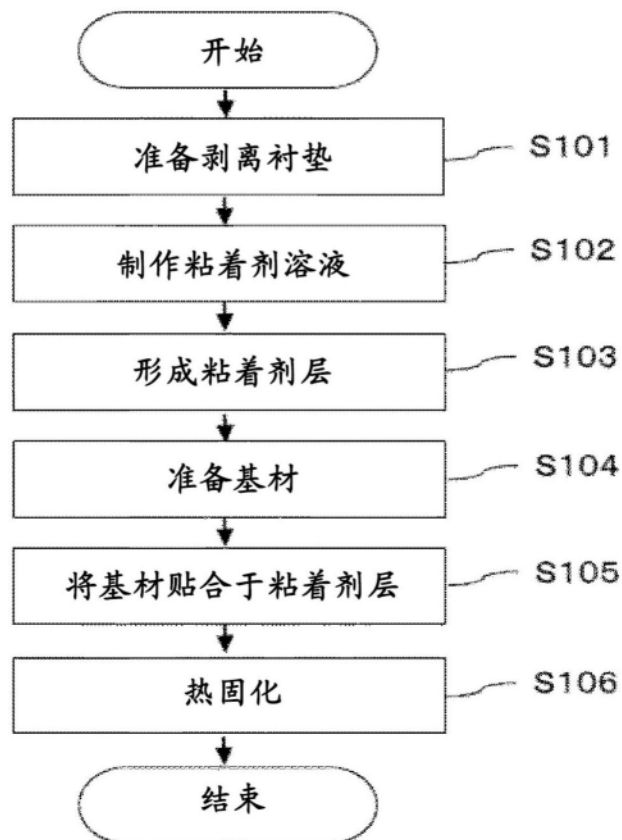 开始
准备剥离衬垫 S101
制作粘着剂溶液 S102
形成粘着剂层 S103
准备基材 S104
将基材贴合于粘着剂层 S105
热固化 S106
结束